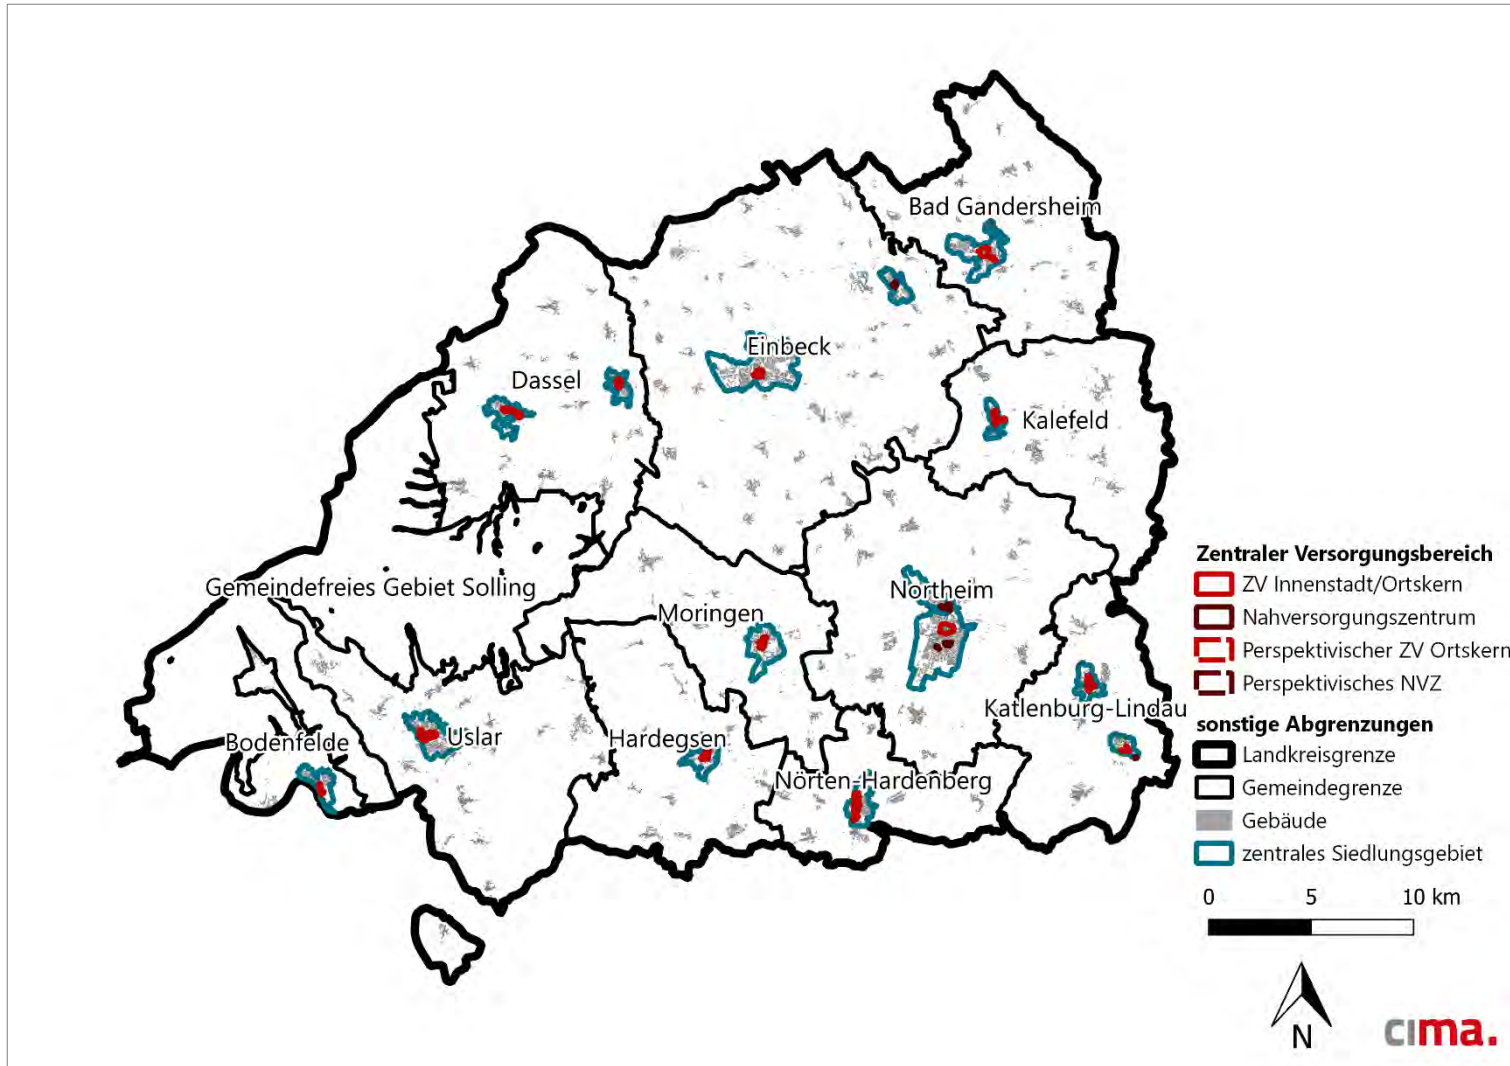 Bad Gandersheim
Einbeck
Dassel
Kalefeld
Gemeindefreies Gebiet Solling
Northeim
Moringen
Katlenburg-Lindau
Uslar
Hardegsen
Bodenfelde
Nörten-Hardenberg
Zentraler Versorgungsbereich
ZV Innenstadt/Ortskern
Nahversorgungszentrum
Perspektivischer ZV Ortskern
Perspektivisches NVZ
sonstige Abgrenzungen
Landkreisgrenze
Gemeindegrenze
Gebäude
zentrales Siedlungsgebiet
0 5 10 km
N
cima.